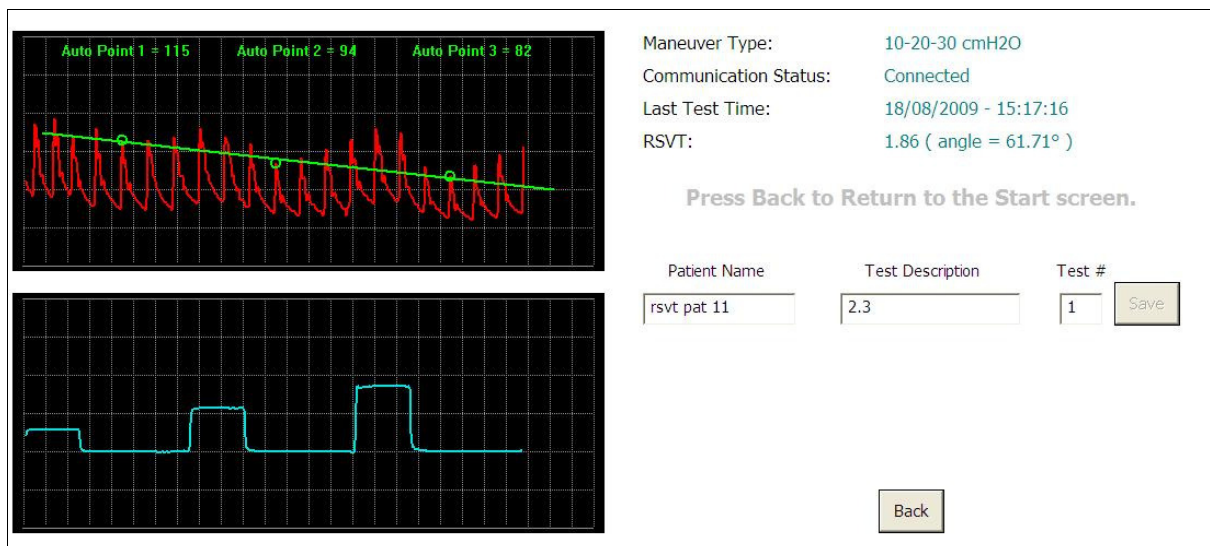 Auto Point 1 = 115 Auto Point 2 = 94 Auto Point 3 = 82
Maneuver Type: 10-20-30 cmH2O
Communication Status: Connected
Last Test Time: 18/08/2009 - 15:17:16
RSVT: 1.86 ( angle = 61.71° )
Press Back to Return to the Start screen.
Patient Name Test Description Test #
rsvt pat 11 2.3 1 Save
Back